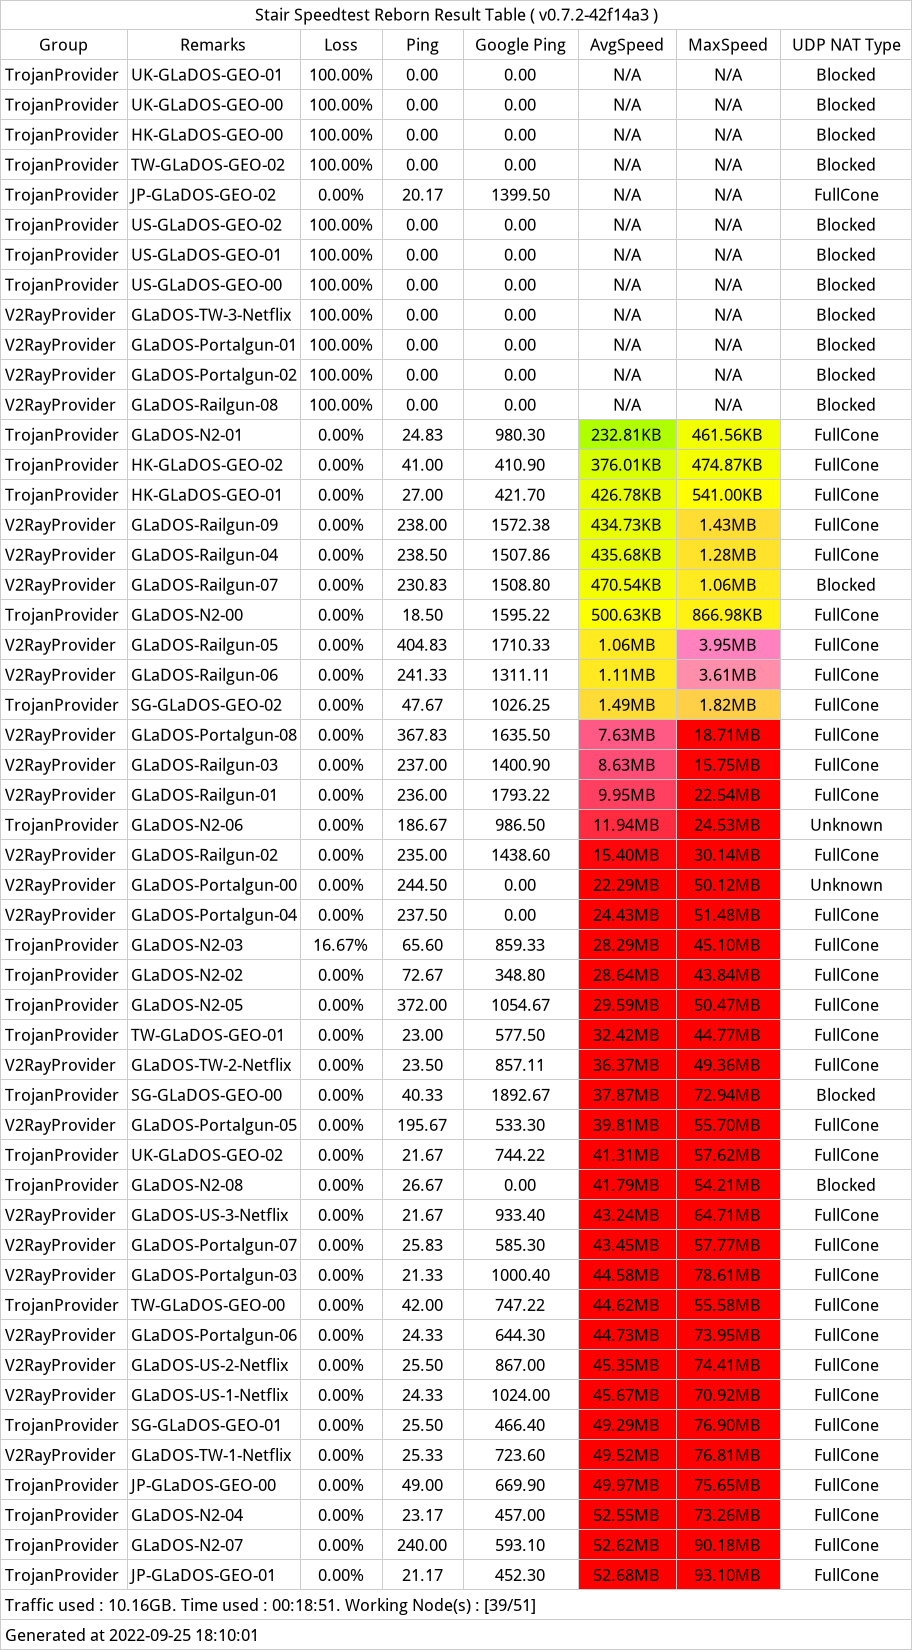 Stair Speedtest Reborn Result Table ( v0.7.2-42f14a3 )
Group Remarks Loss Ping Google Ping AvgSpeed MaxSpeed UDP NAT Type
TrojanProvider UK-GLaDOS-GEO-01 100.00% 0.00 0.00 N/A N/A Blocked
TrojanProvider UK-GLaDOS-GEO-00 100.00% 0.00 0.00 N/A N/A Blocked
TrojanProvider HK-GLaDOS-GEO-00 100.00% 0.00 0.00 N/A N/A Blocked
TrojanProvider TW-GLaDOS-GEO-02 100.00% 0.00 0.00 N/A N/A Blocked
TrojanProvider JP-GLaDOS-GEO-02 0.00% 20.17 1399.50 N/A N/A FullCone
TrojanProvider US-GLaDOS-GEO-02 100.00% 0.00 0.00 N/A N/A Blocked
TrojanProvider US-GLaDOS-GEO-01 100.00% 0.00 0.00 N/A N/A Blocked
TrojanProvider US-GLaDOS-GEO-00 100.00% 0.00 0.00 N/A N/A Blocked
V2RayProvider GLaDOS-TW-3-Netflix 100.00% 0.00 0.00 N/A N/A Blocked
V2RayProvider GLaDOS-Portalgun-01 100.00% 0.00 0.00 N/A N/A Blocked
V2RayProvider GLaDOS-Portalgun-02 100.00% 0.00 0.00 N/A N/A Blocked
V2RayProvider GLaDOS-Railgun-08 100.00% 0.00 0.00 N/A N/A Blocked
TrojanProvider GLaDOS-N2-01 0.00% 24.83 980.30 232.81KB 461.56KB FullCone
TrojanProvider HK-GLaDOS-GEO-02 0.00% 41.00 410.90 376.01KB 474.87KB FullCone
TrojanProvider HK-GLaDOS-GEO-01 0.00% 27.00 421.70 426.78KB 541.00KB FullCone
V2RayProvider GLaDOS-Railgun-09 0.00% 238.00 1572.38 434.73KB 1.43MB FullCone
V2RayProvider GLaDOS-Railgun-04 0.00% 238.50 1507.86 435.68KB 1.28MB FullCone
V2RayProvider GLaDOS-Railgun-07 0.00% 230.83 1508.80 470.54KB 1.06MB Blocked
TrojanProvider GLaDOS-N2-00 0.00% 18.50 1595.22 500.63KB 866.98KB FullCone
V2RayProvider GLaDOS-Railgun-05 0.00% 404.83 1710.33 1.06MB 3.95MB FullCone
V2RayProvider GLaDOS-Railgun-06 0.00% 241.33 1311.11 1.11MB 3.61MB FullCone
TrojanProvider SG-GLaDOS-GEO-02 0.00% 47.67 1026.25 1.49MB 1.82MB FullCone
V2RayProvider GLaDOS-Portalgun-08 0.00% 367.83 1635.50 7.63MB 18.71MB FullCone
V2RayProvider GLaDOS-Railgun-03 0.00% 237.00 1400.90 8.63MB 15.75MB FullCone
V2RayProvider GLaDOS-Railgun-01 0.00% 236.00 1793.22 9.95MB 22.54MB FullCone
TrojanProvider GLaDOS-N2-06 0.00% 186.67 986.50 11.94MB 24.53MB Unknown
V2RayProvider GLaDOS-Railgun-02 0.00% 235.00 1438.60 15.40MB 30.14MB FullCone
V2RayProvider GLaDOS-Portalgun-00 0.00% 244.50 0.00 22.29MB 50.12MB Unknown
V2RayProvider GLaDOS-Portalgun-04 0.00% 237.50 0.00 24.43MB 51.48MB FullCone
TrojanProvider GLaDOS-N2-03 16.67% 65.60 859.33 28.29MB 45.10MB FullCone
TrojanProvider GLaDOS-N2-02 0.00% 72.67 348.80 28.64MB 43.84MB FullCone
TrojanProvider GLaDOS-N2-05 0.00% 372.00 1054.67 29.59MB 50.47MB FullCone
TrojanProvider TW-GLaDOS-GEO-01 0.00% 23.00 577.50 32.42MB 44.77MB FullCone
V2RayProvider GLaDOS-TW-2-Netflix 0.00% 23.50 857.11 36.37MB 49.36MB FullCone
TrojanProvider SG-GLaDOS-GEO-00 0.00% 40.33 1892.67 37.87MB 72.94MB Blocked
V2RayProvider GLaDOS-Portalgun-05 0.00% 195.67 533.30 39.81MB 55.70MB FullCone
TrojanProvider UK-GLaDOS-GEO-02 0.00% 21.67 744.22 41.31MB 57.62MB FullCone
TrojanProvider GLaDOS-N2-08 0.00% 26.67 0.00 41.79MB 54.21MB Blocked
V2RayProvider GLaDOS-US-3-Netflix 0.00% 21.67 933.40 43.24MB 64.71MB FullCone
V2RayProvider GLaDOS-Portalgun-07 0.00% 25.83 585.30 43.45MB 57.77MB FullCone
V2RayProvider GLaDOS-Portalgun-03 0.00% 21.33 1000.40 44.58MB 78.61MB FullCone
TrojanProvider TW-GLaDOS-GEO-00 0.00% 42.00 747.22 44.62MB 55.58MB FullCone
V2RayProvider GLaDOS-Portalgun-06 0.00% 24.33 644.30 44.73MB 73.95MB FullCone
V2RayProvider GLaDOS-US-2-Netflix 0.00% 25.50 867.00 45.35MB 74.41MB FullCone
V2RayProvider GLaDOS-US-1-Netflix 0.00% 24.33 1024.00 45.67MB 70.92MB FullCone
TrojanProvider SG-GLaDOS-GEO-01 0.00% 25.50 466.40 49.29MB 76.90MB FullCone
V2RayProvider GLaDOS-TW-1-Netflix 0.00% 25.33 723.60 49.52MB 76.81MB FullCone
TrojanProvider JP-GLaDOS-GEO-00 0.00% 49.00 669.90 49.97MB 75.65MB FullCone
TrojanProvider GLaDOS-N2-04 0.00% 23.17 457.00 52.55MB 73.26MB FullCone
TrojanProvider GLaDOS-N2-07 0.00% 240.00 593.10 52.62MB 90.18MB FullCone
TrojanProvider JP-GLaDOS-GEO-01 0.00% 21.17 452.30 52.68MB 93.10MB FullCone
Traffic used : 10.16GB. Time used : 00:18:51. Working Node(s) : [39/51]
Generated at 2022-09-25 18:10:01